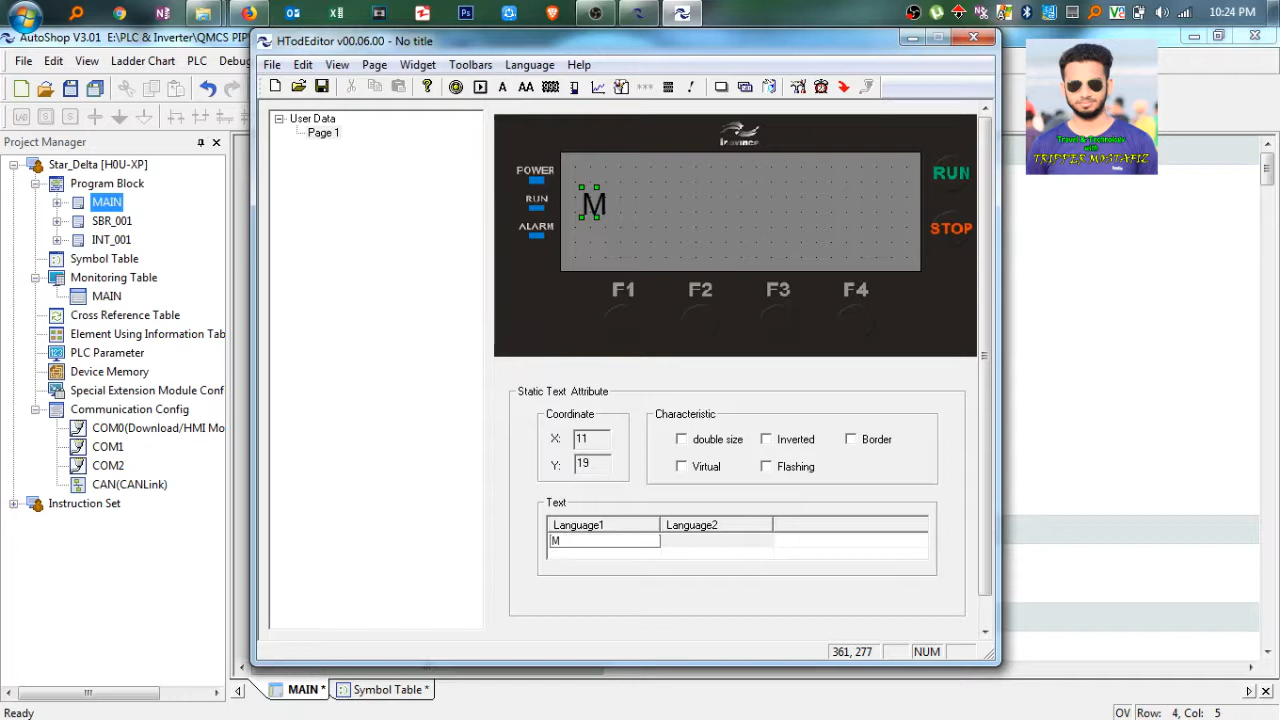 10:24 PM
AutoShop V3.01 E:\PLC & Inverter\QMCS PIP
File Edit View Ladder Chart PLC Debug
Project Manager
Star_Delta [H0U-XP]
Program Block
MAIN
SBR_001
INT_001
Symbol Table
Monitoring Table
MAIN
Cross Reference Table
Element Using Information Tab
PLC Parameter
Device Memory
Special Extension Module Conf
Communication Config
COM0(Download/HMI Mo
COM1
COM2
CAN(CANLink)
Instruction Set
HTodEditor v00.06.00 - No title
File Edit View Page Widget Toolbars Language Help
A AA
User Data
Page 1
inovance
POWER
RUN
ALARM
M
RUN
STOP
F1 F2 F3 F4
Static Text Attribute
Coordinate
X: 11
Y: 19
Characteristic
double size Inverted Border
Virtual Flashing
Text
Language1 Language2
M
361, 277 NUM
Travel & Technology
with
TRIPPER MOSTAFIZ
MAIN * Symbol Table *
Ready
OV Row: 4, Col: 5